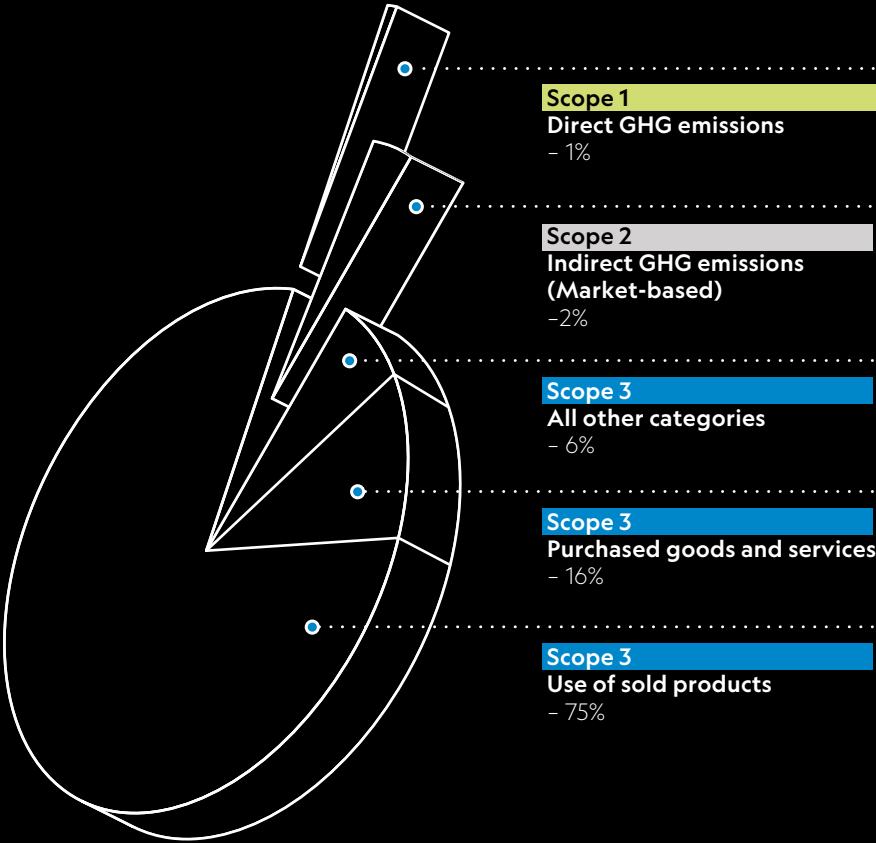 Scope 1
Direct GHG emissions
– 1%
Scope 2
Indirect GHG emissions
(Market-based)
–2%
Scope 3
All other categories
– 6%
Scope 3
Purchased goods and services
– 16%
Scope 3
Use of sold products
– 75%